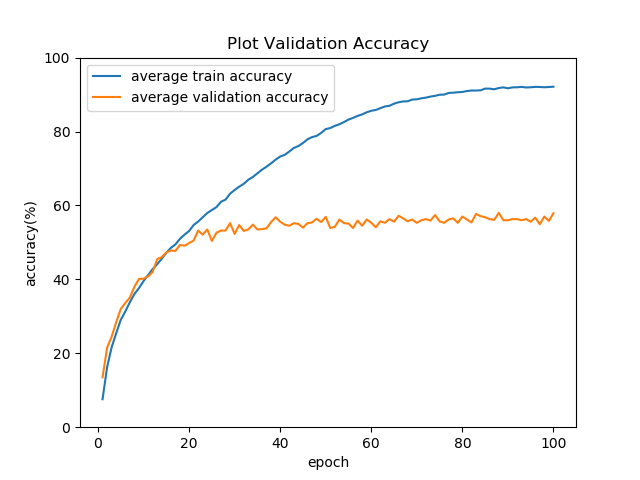 Plot Validation Accuracy
100
average train accuracy
average validation accuracy
80
60
accuracy(%)
40
20
0
0 20 40 60 80 100
epoch